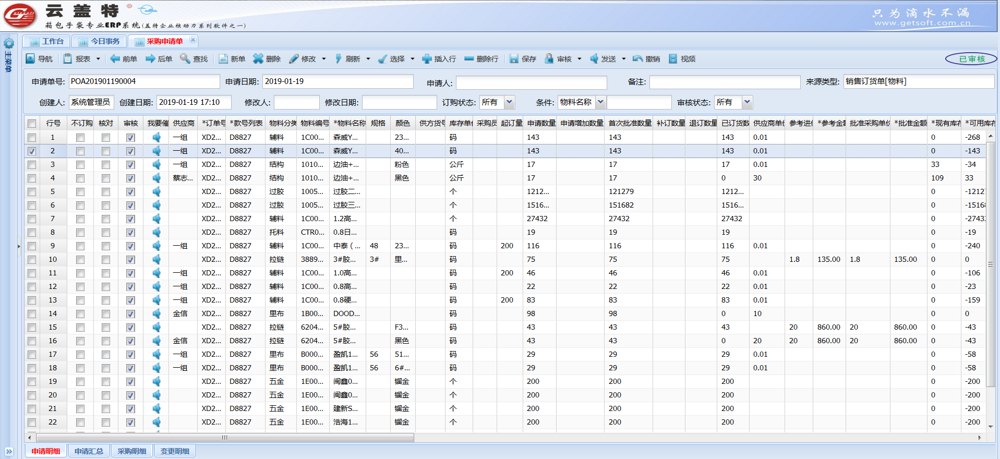 Getsoft 云盖特 ®
箱包手袋专业ERP系统(盖特企业核动力系列软件之一)
只为滴水不漏
www.getsoft.com.cn
主菜单
工作台 今日事务 采购申请单
导航 报表 前单 后单 查找 新单 删除 修改 刷新 选择 插入行 删除行 保存 审核 发送 撤销 视频 已审核
申请单号: POA201901190004 申请日期: 2019-01-19 申请人: 备注: 来源类型: 销售订货单[物料]
创建人: 系统管理员 创建日期: 2019-01-19 17:10 修改人: 修改日期: 订购状态: 所有 条件: 物料名称 审核状态: 所有
行号 不订购 核对 审核 我要催 供应商 *订单号 *款号列表 物料分类 物料编号 *物料名称 规格 颜色 供方货号 库存单位 采购员 起订量 申请数量 申请增加数量 首次批准数量 补订数量 退订数量 已订货数 供应商单价 参考进价 *参考金额 批准采购单价 *批准金额 *现有库存 *可用库存
1 一组 XD2... D8827 辅料 1C00... 森威Y... 23... 码 143 143 143 0.01 0 -268
2 一组 XD2... D8827 辅料 1C00... 森威Y... 40... 码 143 143 143 0.01 0 -143
3 一组 XD2... D8827 结构 1010... 边油+... 粉色 公斤 17 17 17 0.01 33 -34
4 蔡志... XD2... D8827 结构 1010... 边油+... 黑色 公斤 17 17 0 30 109 33
5 XD2... D8827 过胶 1005... 过胶二... 个 1212... 121279 1212... 0 -12127
6 XD2... D8827 过胶 1005... 过胶三... 个 1516... 151682 1516... 0 -15168
7 XD2... D8827 辅料 1C00... 1.2高... 个 27432 27432 27432 0 -27432
8 XD2... D8827 托料 CTR0... 0.8日... 码 19 19 19 0 -19
9 一组 XD2... D8827 辅料 1C00... 中泰 (... 48 23... 码 200 116 116 116 0.01 0 -240
10 XD2... D8827 拉链 3889... 3#胶... 3# 里... 码 75 75 75 1.8 135.00 1.8 135.00 0 0
11 一组 XD2... D8827 辅料 1C00... 1.0高... 码 200 46 46 46 0.01 0 -106
12 一组 XD2... D8827 辅料 1C00... 0.8高... 码 22 22 22 0.01 0 -23
13 一组 XD2... D8827 辅料 1C00... 0.8硬... 码 200 83 83 83 0.01 0 -159
14 金信 XD2... D8827 里布 1B00... DOOD... 码 98 98 0 10 0 0
15 XD2... D8827 拉链 6204... 5#胶... F3... 码 43 43 43 20 860.00 20 860.00 0 -43
16 金信 XD2... D8827 拉链 6204... 5#胶... 黑色 码 43 43 0 20 20 860.00 20 860.00 0 -43
17 一组 XD2... D8827 里布 B000... 盈凯1... 56 51... 码 29 29 29 0.01 0 -58
18 一组 XD2... D8827 里布 B000... 盈凯1... 56 6#... 码 29 29 29 0.01 0 -58
19 XD2... D8827 五金 1E00... 闽鑫0... 镏金 个 200 200 200 0 -200
20 XD2... D8827 五金 1E00... 闽鑫0... 镏金 个 200 200 200 0 -200
21 XD2... D8827 五金 1E00... 建新S... 镏金 个 200 200 200 0 -200
22 XD2... D8827 五金 1E00... 浩海1... 镏金 个 200 200 200 0 -200
申请明细 申请汇总 采购明细 变更明细